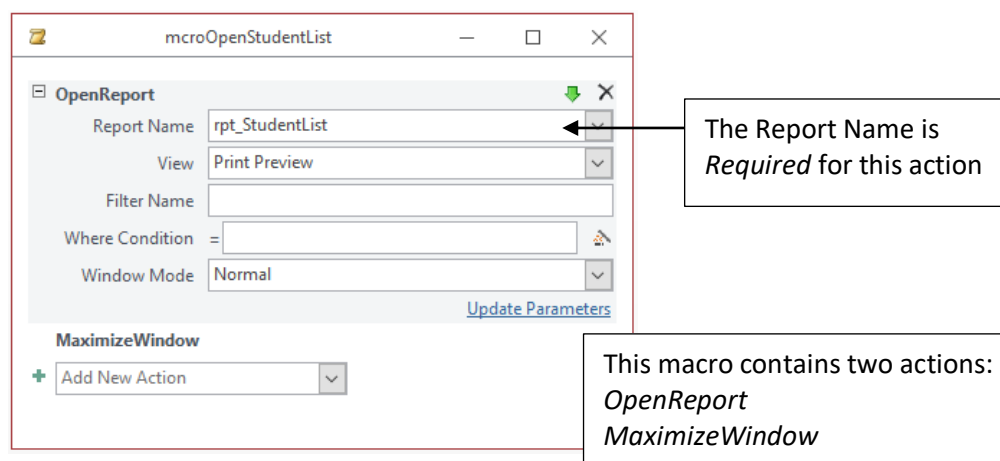 mcroOpenStudentList
OpenReport
Report Name rpt_StudentList
View Print Preview
Filter Name
Where Condition =
Window Mode Normal
Update Parameters
MaximizeWindow
Add New Action
The Report Name is
Required for this action
This macro contains two actions:
OpenReport
MaximizeWindow